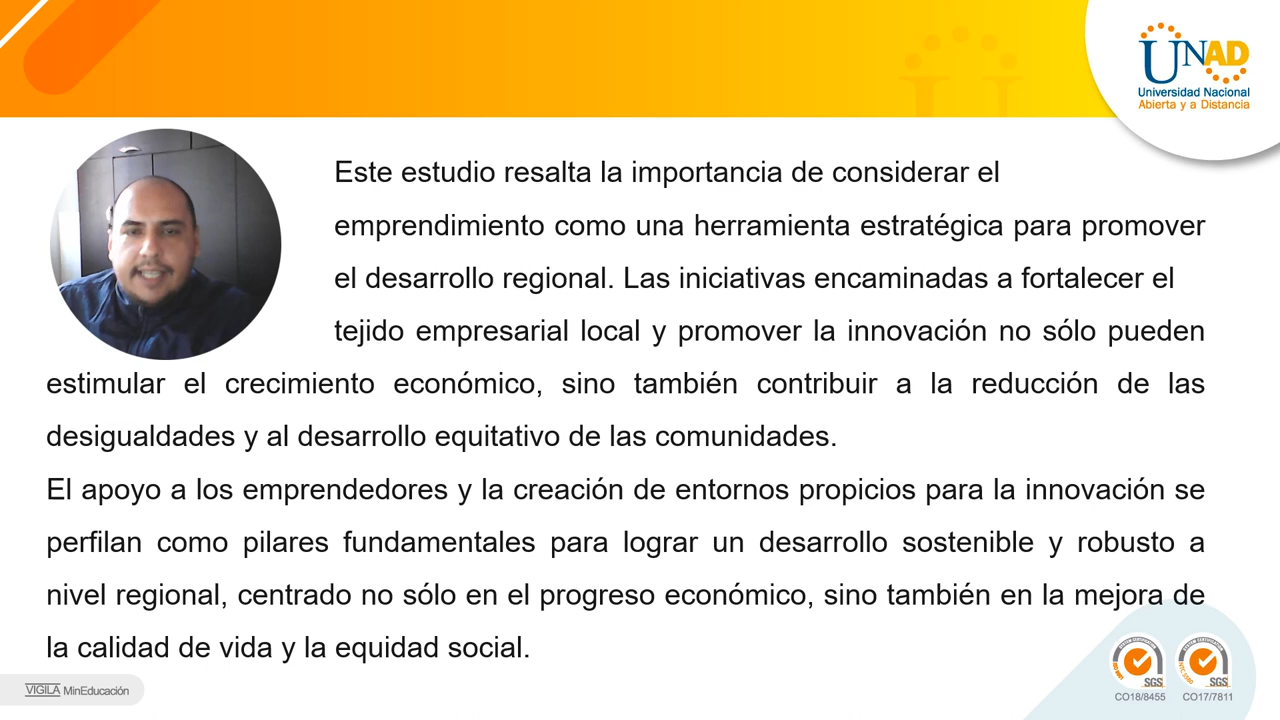 UNAD
Universidad Nacional
Abierta y a Distancia
Este estudio resalta la importancia de considerar el
emprendimiento como una herramienta estratégica para promover
el desarrollo regional. Las iniciativas encaminadas a fortalecer el
tejido empresarial local y promover la innovación no sólo pueden
estimular el crecimiento económico, sino también contribuir a la reducción de las
desigualdades y al desarrollo equitativo de las comunidades.
El apoyo a los emprendedores y la creación de entornos propicios para la innovación se
perfilan como pilares fundamentales para lograr un desarrollo sostenible y robusto a
nivel regional, centrado no sólo en el progreso económico, sino también en la mejora de
la calidad de vida y la equidad social.
VIGILA MinEducación
SGS SGS
CO18/8455 CO17/7811